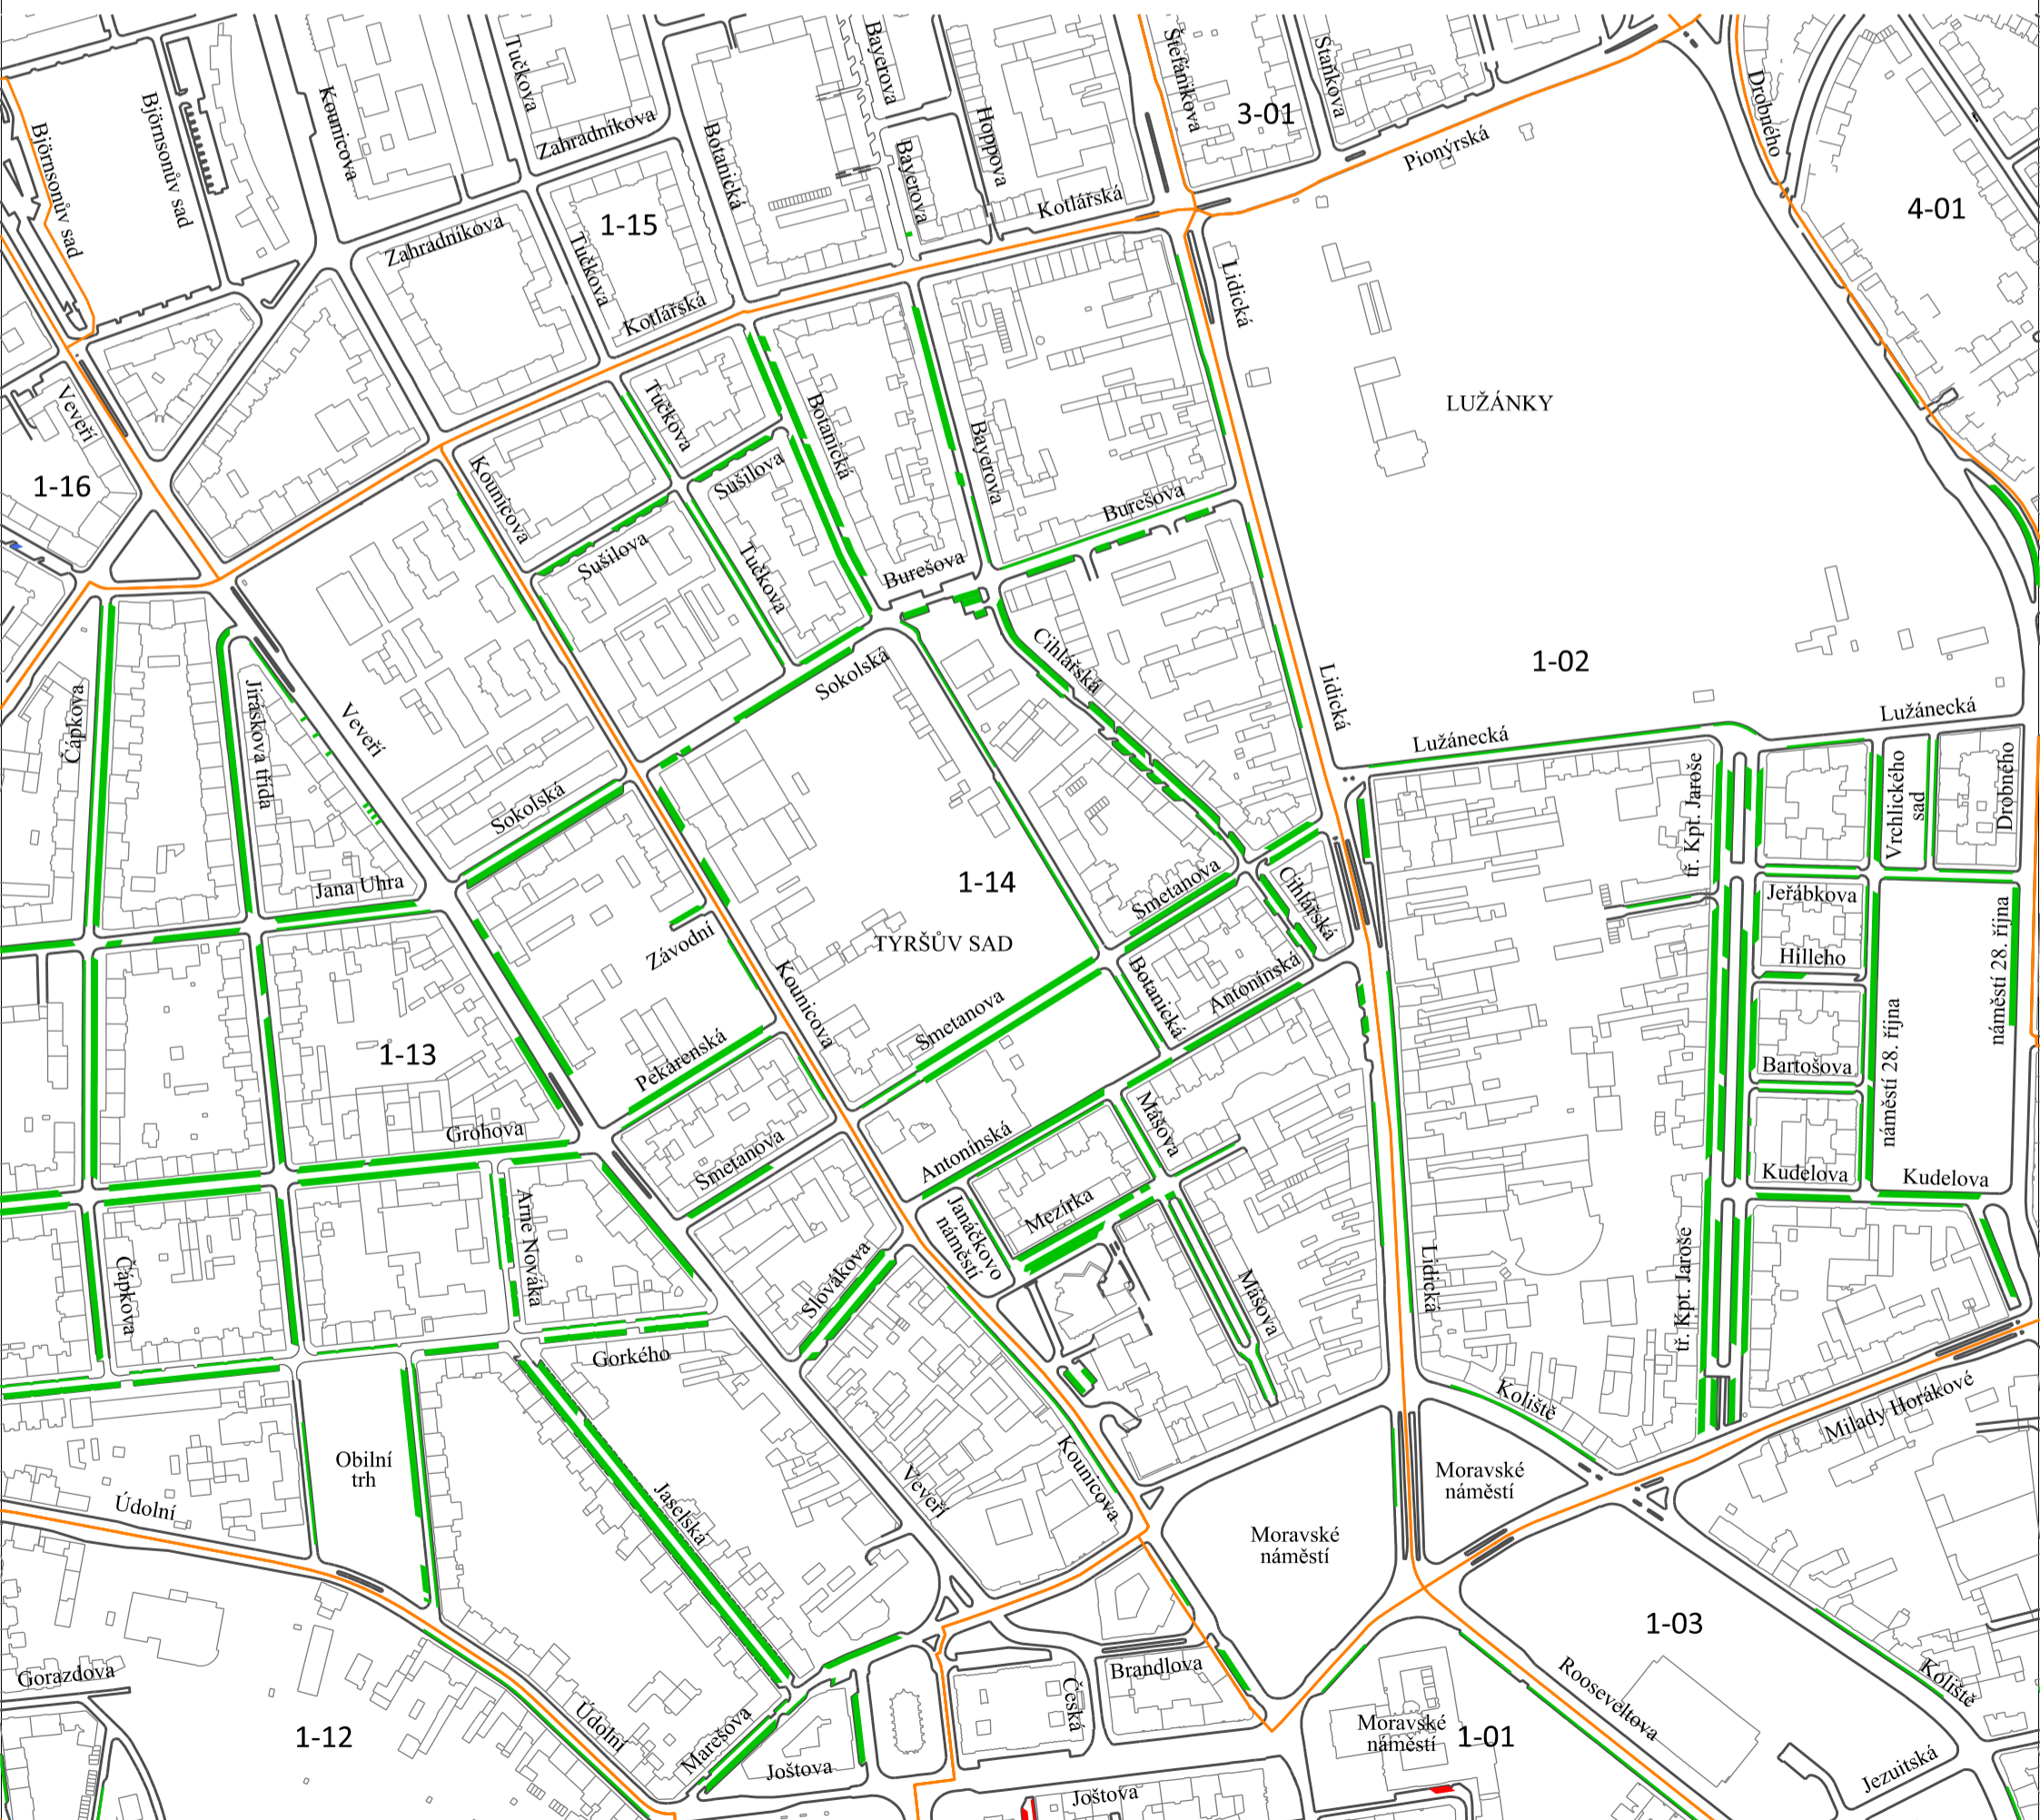 Tučkova
Bayerova
Štefánikova
Staňkova
Björnsonův sad
Björnsonův sad
Kounicova
Zahradníkova
Botanická
Bayerova
Hoppova
3-01
Pionýrská
Drobného
4-01
Kotlářská
Zahradníkova
Tučkova
1-15
Kotlářská
Lidická
Veveří
1-16
Kounicova
Tučkova
Sušilova
Botanická
Bayerova
LUŽÁNKY
Burešova
Sušilova
Tučkova
Burešova
Cihlářská
Sokolská
Lidická
1-02
Čápkova
Jiráskova třída
Veveří
Lužánecká
Lužánecká
Sokolská
tř. Kpt. Jaroše
Vrchlického
sad
Drobného
Jana Uhra
1-14
Smetanova
Cihlářská
Jeřábkova
Závodní
TYRŠŮV SAD
Hilleho
náměstí 28. října
Kounicova
Botanická
Antonínská
Smetanova
1-13
Pekárenská
Bartošova
náměstí 28. října
Grohova
Mášova
Antonínská
Smetanova
Kudelova
Kudelova
Mezírka
Janáčkovo
náměstí
Arne Nováka
Čápkova
Slovákova
Mášova
Lidická
tř. Kpt. Jaroše
Gorkého
Koliště
Milady Horákové
Obilní
trh
Údolní
Jaselská
Veveří
Kounicova
Moravské
náměstí
Moravské
náměstí
1-03
Gorazdova
Údolní
1-12
Marešova
Joštova
Česká
Brandlova
Moravské
náměstí
1-01
Rooseveltova
Koliště
Jezuitská
Joštova